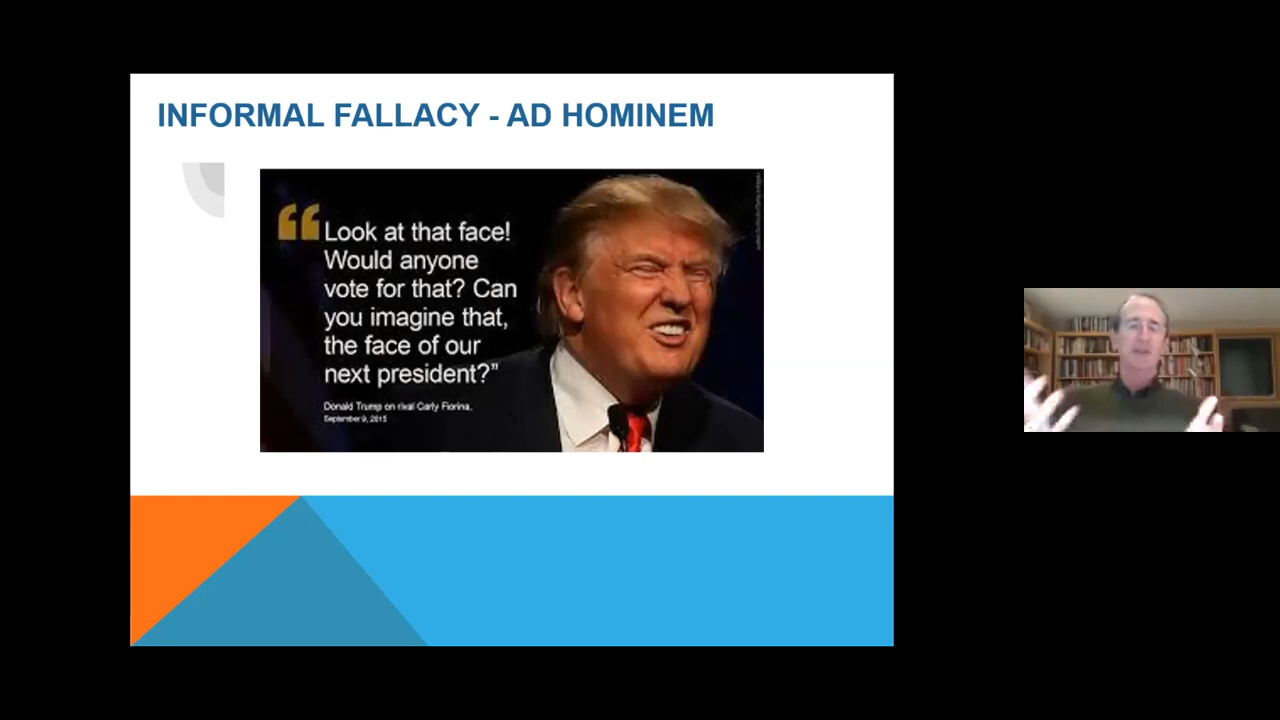 INFORMAL FALLACY - AD HOMINEM
“Look at that face!
Would anyone
vote for that? Can
you imagine that,
the face of our
next president?”
Donald Trump on rival Carly Fiorina,
September 9, 2015